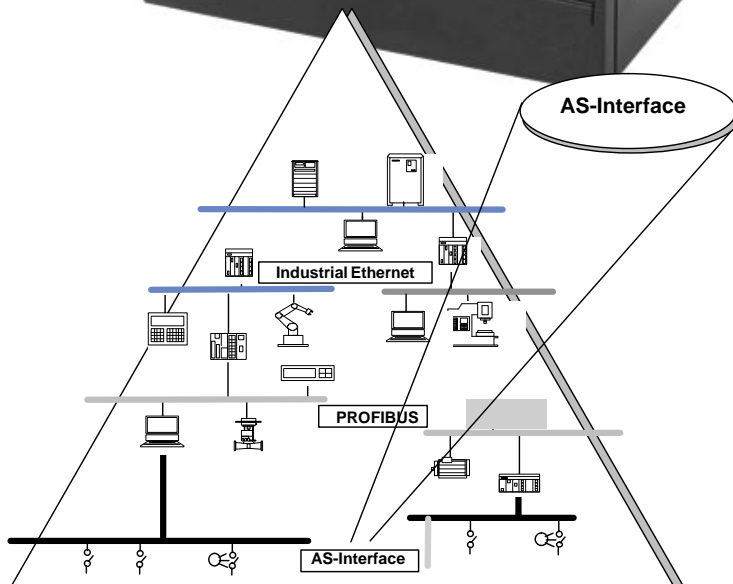 AS-Interface
Industrial Ethernet
PROFIBUS
AS-Interface